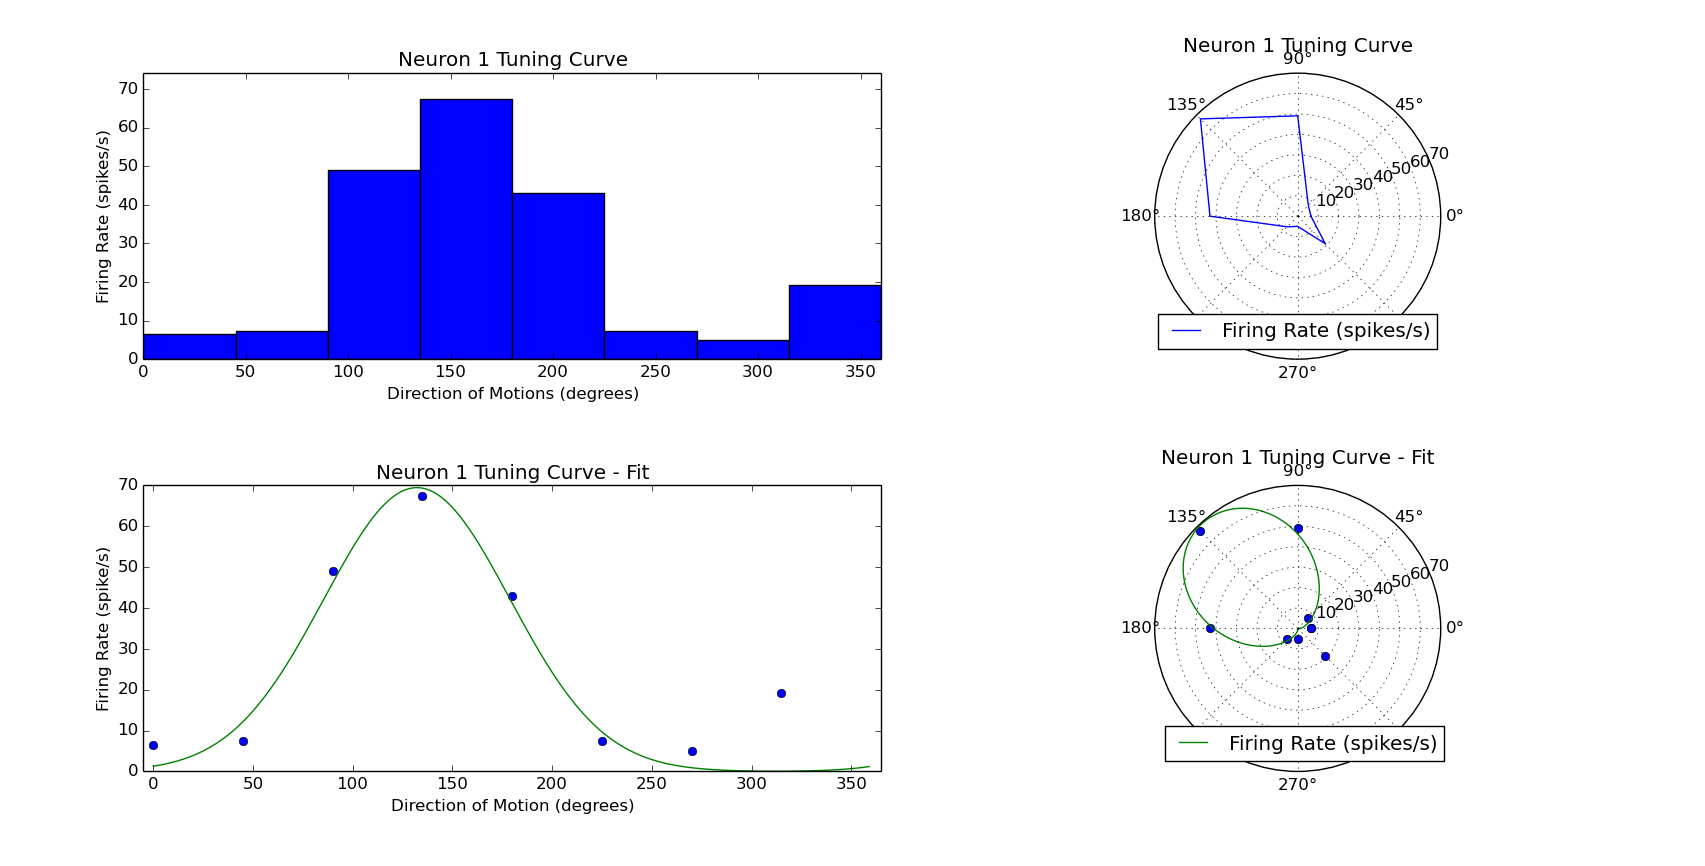 Neuron 1 Tuning Curve
70
60
50
40
30
20
10
0
Firing Rate (spikes/s)
0 50 100 150 200 250 300 350
Direction of Motions (degrees)
Neuron 1 Tuning Curve
90°
135° 45°
10 20 30 40 50 60 70
180° 0°
Firing Rate (spikes/s)
270°
Neuron 1 Tuning Curve - Fit
70
60
50
40
30
20
10
0
Firing Rate (spike/s)
0 50 100 150 200 250 300 350
Direction of Motion (degrees)
Neuron 1 Tuning Curve - Fit
90°
135° 45°
10 20 30 40 50 60 70
180° 0°
Firing Rate (spikes/s)
270°